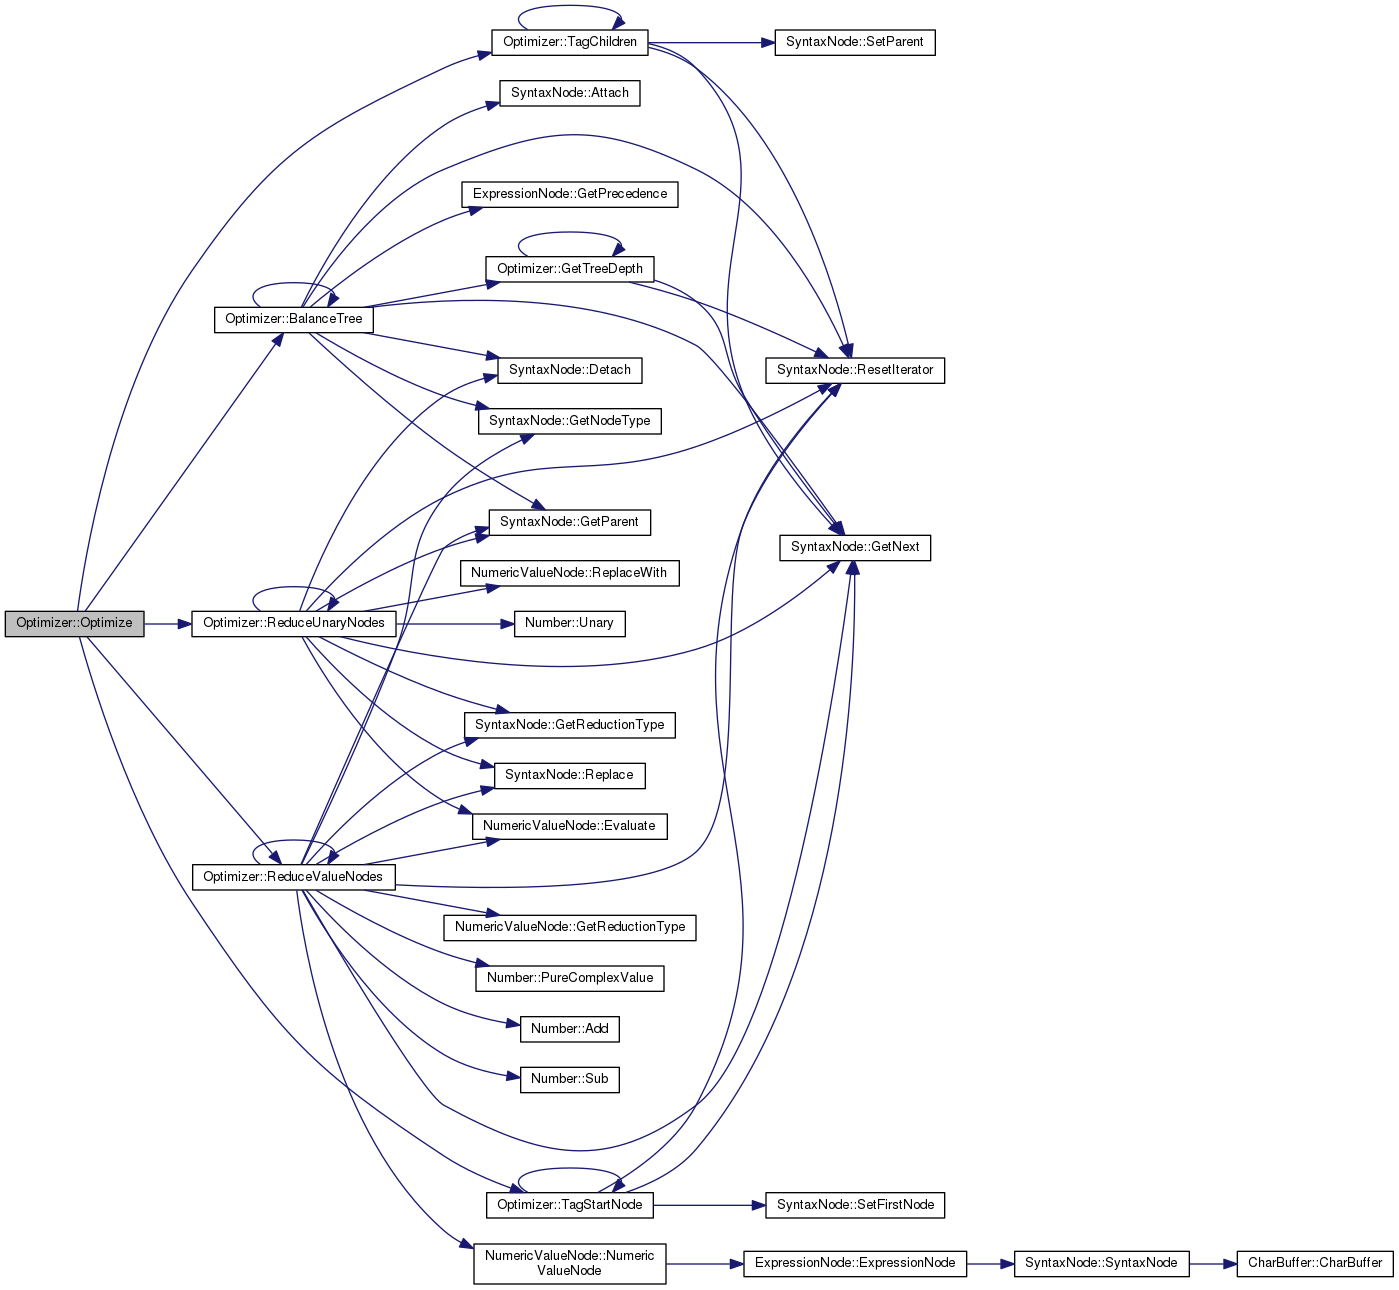 Optimizer::TagChildren
SyntaxNode::SetParent
SyntaxNode::Attach
ExpressionNode::GetPrecedence
Optimizer::GetTreeDepth
Optimizer::BalanceTree
SyntaxNode::Detach
SyntaxNode::ResetIterator
SyntaxNode::GetNodeType
SyntaxNode::GetParent
SyntaxNode::GetNext
NumericValueNode::ReplaceWith
Optimizer::Optimize
Optimizer::ReduceUnaryNodes
Number::Unary
SyntaxNode::GetReductionType
SyntaxNode::Replace
NumericValueNode::Evaluate
Optimizer::ReduceValueNodes
NumericValueNode::GetReductionType
Number::PureComplexValue
Number::Add
Number::Sub
Optimizer::TagStartNode
SyntaxNode::SetFirstNode
NumericValueNode::Numeric
ValueNode
ExpressionNode::ExpressionNode
SyntaxNode::SyntaxNode
CharBuffer::CharBuffer